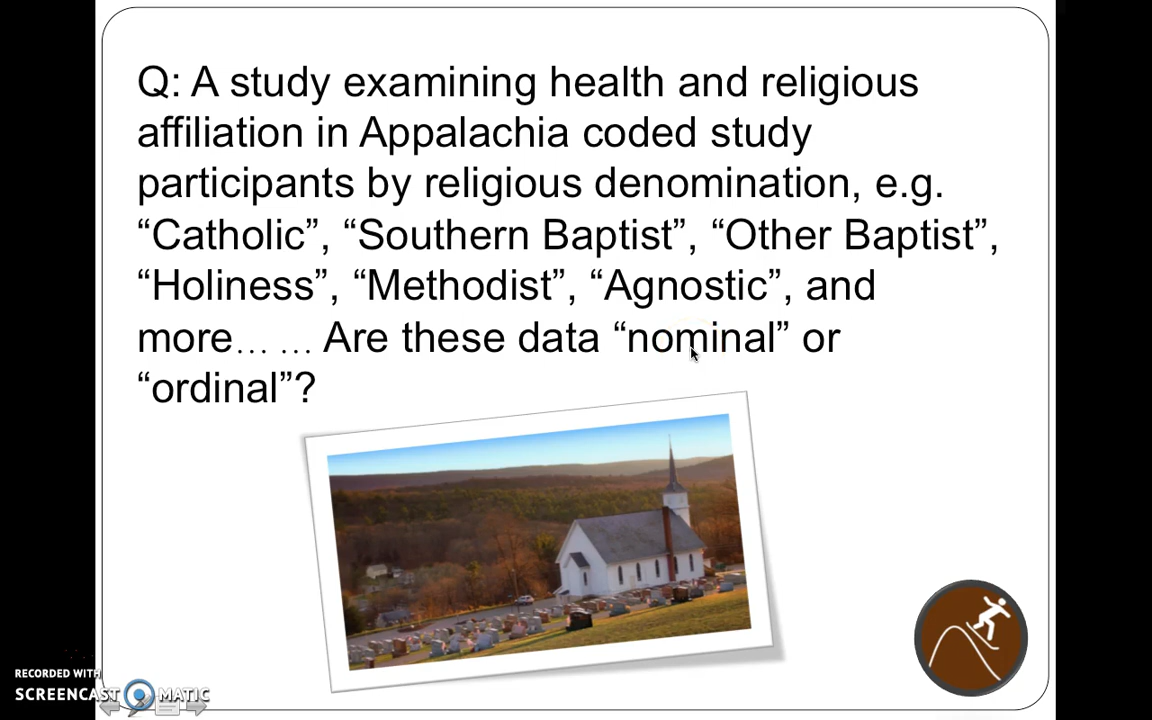 Q: A study examining health and religious
affiliation in Appalachia coded study
participants by religious denomination, e.g.
“Catholic”, “Southern Baptist”, “Other Baptist”,
“Holiness”, “Methodist”, “Agnostic”, and
more… … Are these data “nominal” or
“ordinal”?
RECORDED WITH
SCREENCAST MATIC